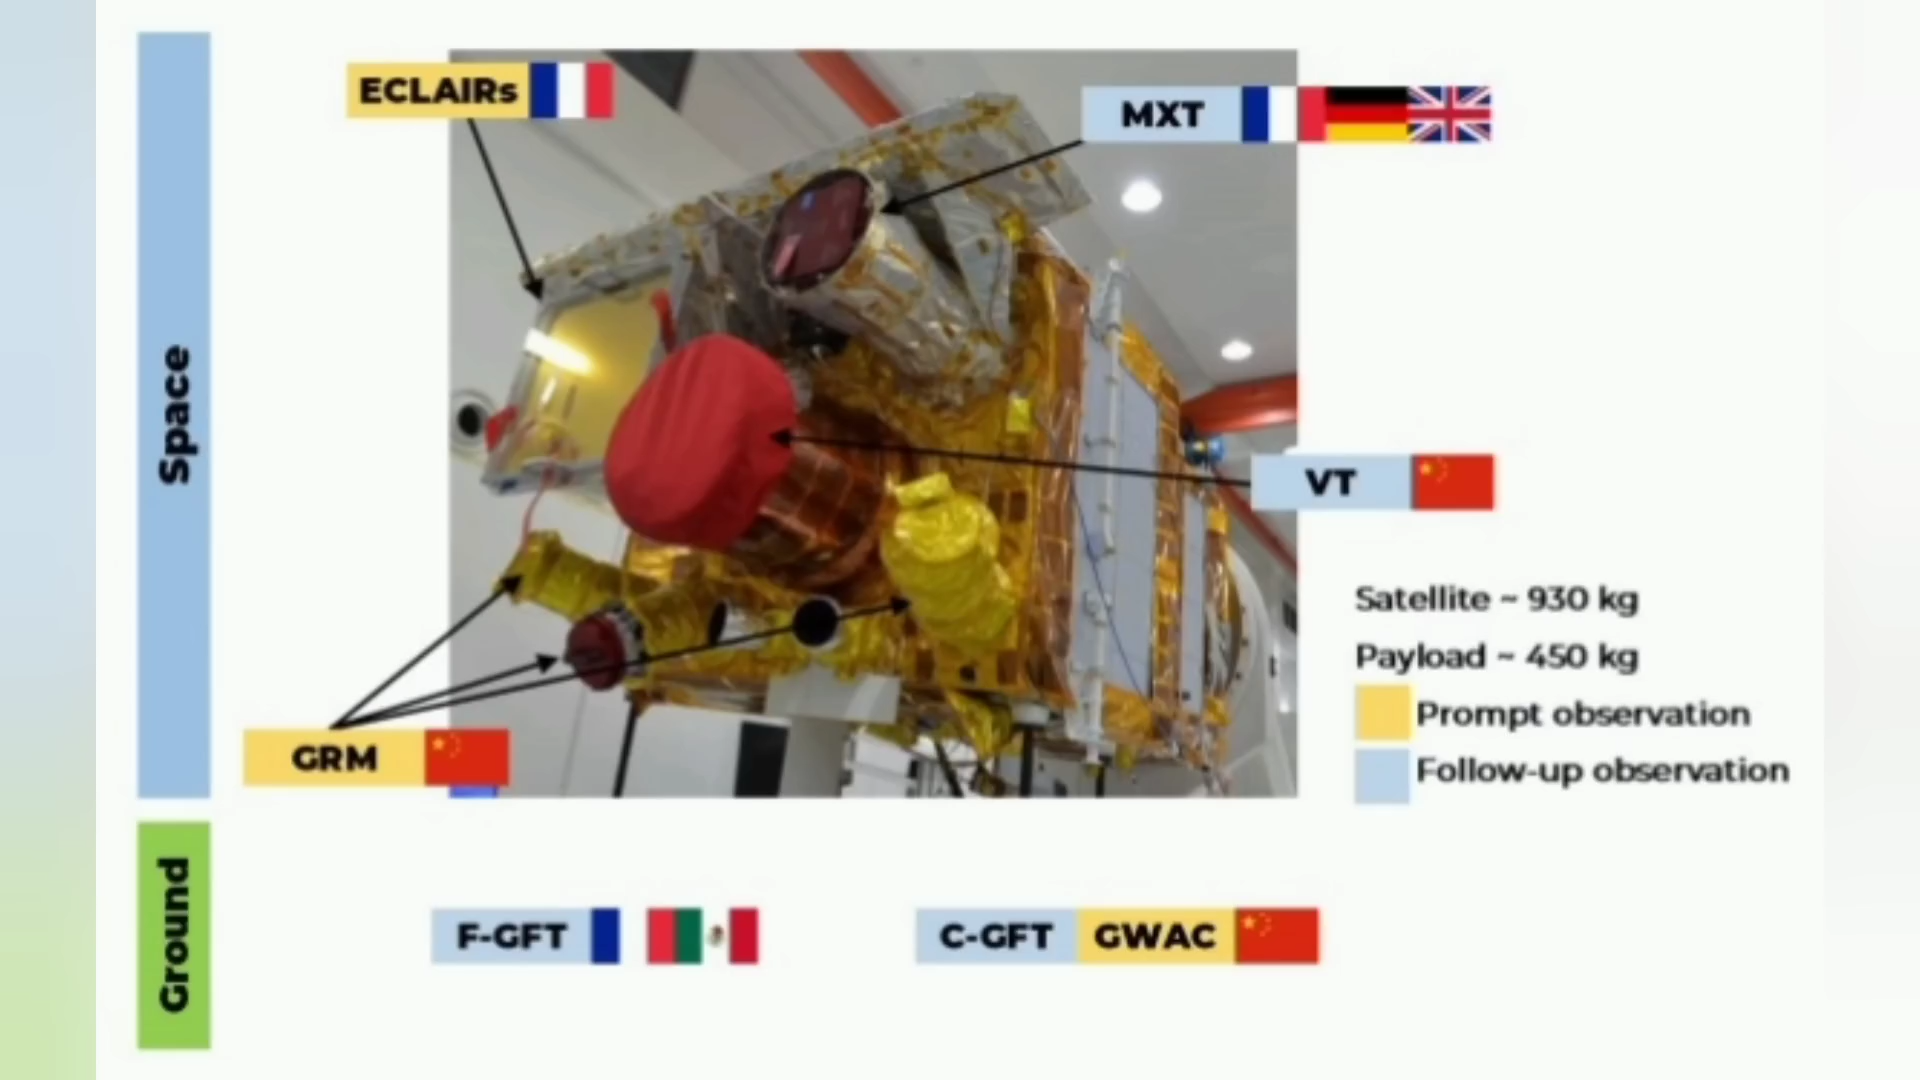 ECLAIRs
MXT
Space
VT
Satellite ~ 930 kg
Payload ~ 450 kg
Prompt observation
GRM
Follow-up observation
Ground
F-GFT
C-GFT GWAC